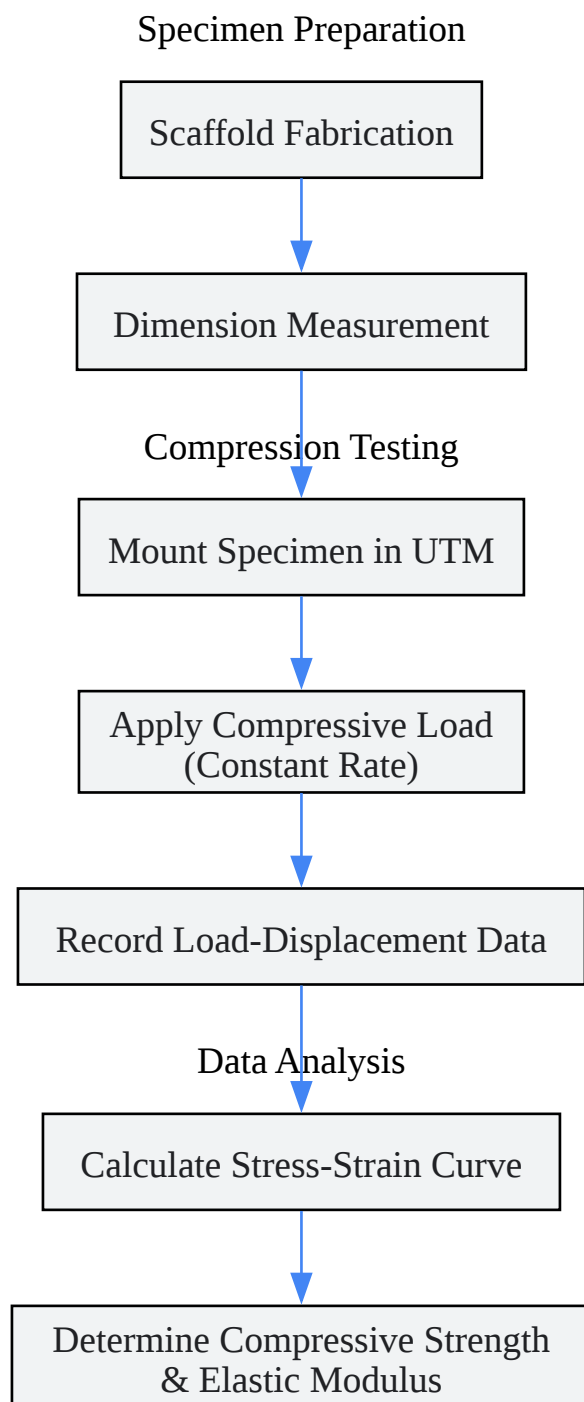 Specimen Preparation
Scaffold Fabrication
Dimension Measurement
Compression Testing
Mount Specimen in UTM
Apply Compressive Load
(Constant Rate)
Record Load-Displacement Data
Data Analysis
Calculate Stress-Strain Curve
Determine Compressive Strength
& Elastic Modulus